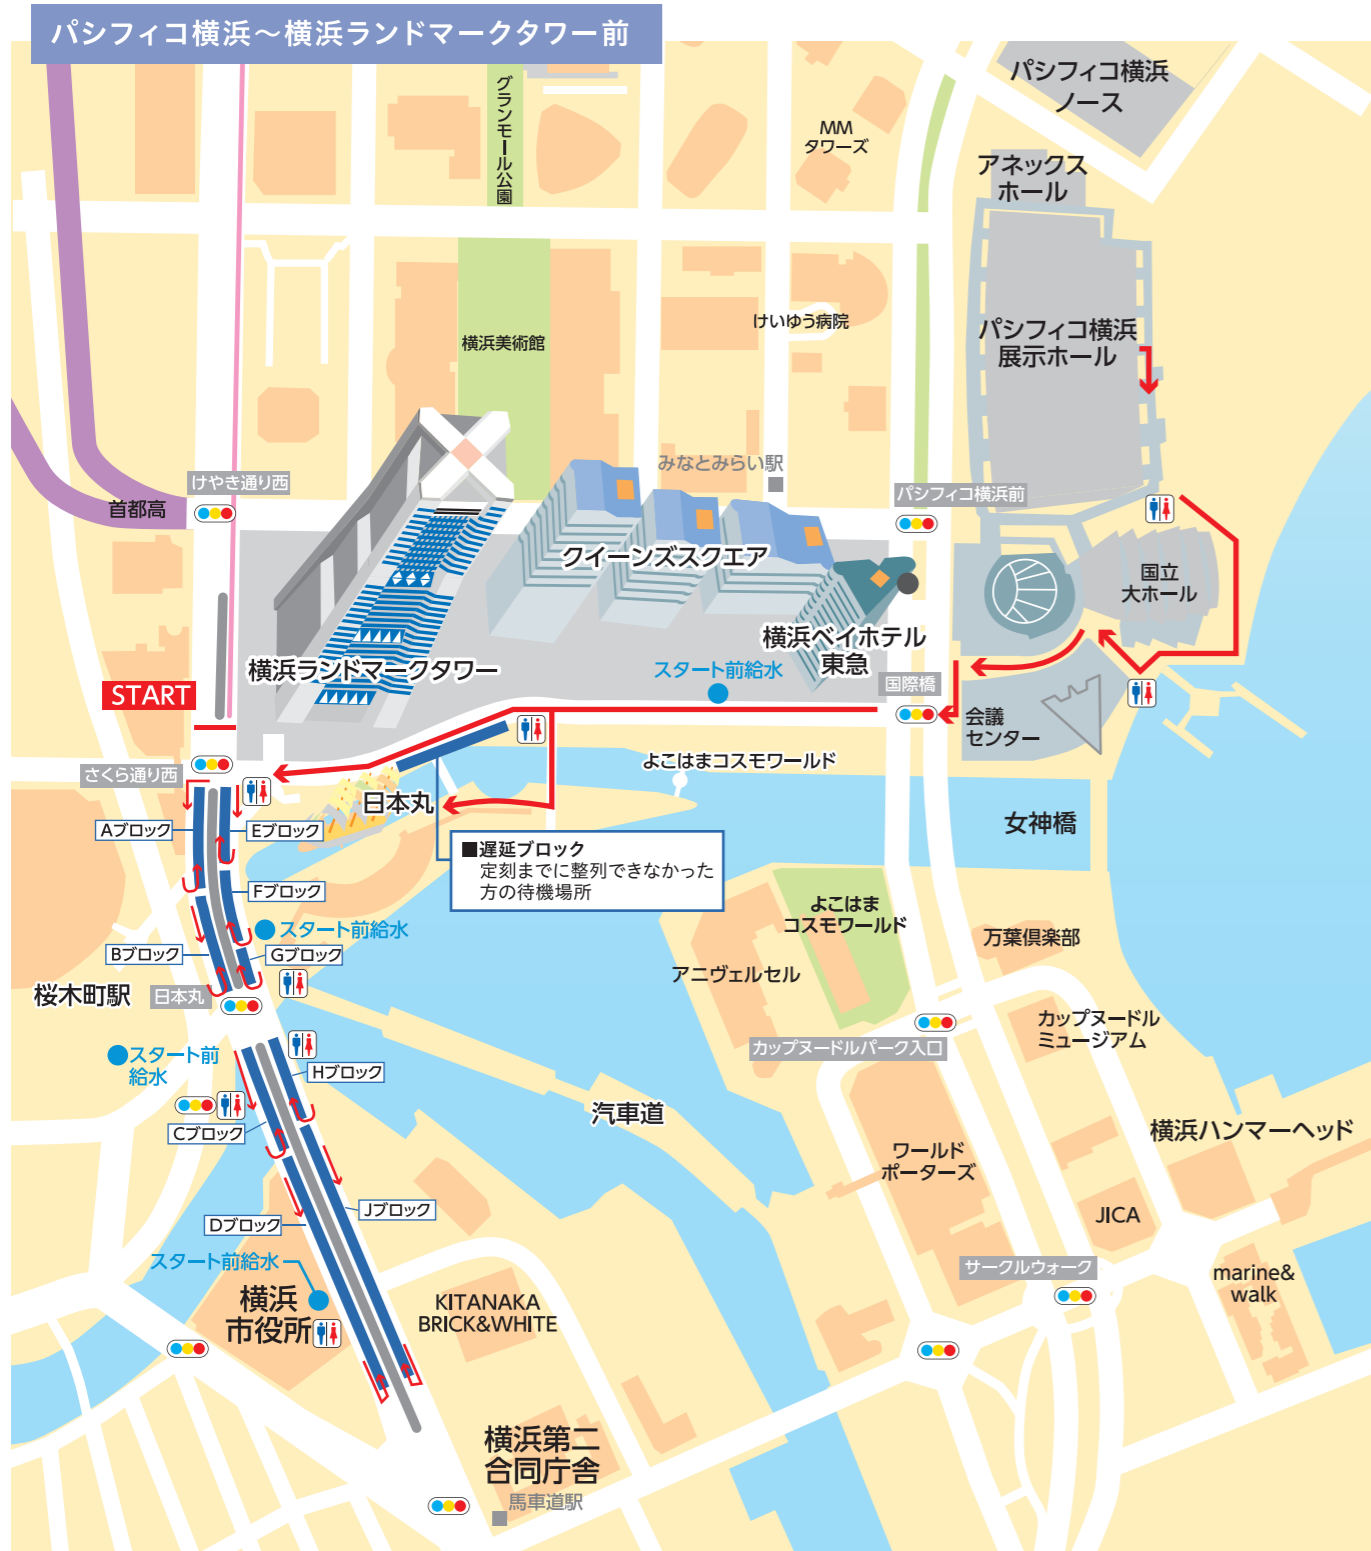 パシフィコ横浜～横浜ランドマークタワー前
パシフィコ横浜
ノース
グランモール公園
MM
タワーズ
アネックス
ホール
パシフィコ横浜
展示ホール
けいゆう病院
横浜美術館
みなとみらい駅
けやき通り西
首都高
パシフィコ横浜前
クイーンズスクエア
国立
大ホール
横浜ベイホテル
東急
横浜ランドマークタワー
スタート前給水
国際橋
START
会議
センター
さくら通り西
よこはまコスモワールド
日本丸
女神橋
Aブロック
Eブロック
■遅延ブロック
定刻までに整列できなかった
方の待機場所
Fブロック
よこはま
コスモワールド
スタート前給水
万葉倶楽部
Bブロック
Gブロック
アニヴェルセル
桜木町駅
日本丸
カップヌードル
ミュージアム
カップヌードルパーク入口
スタート前
給水
Hブロック
汽車道
Cブロック
横浜ハンマーヘッド
ワールド
ポーターズ
Dブロック
Jブロック
JICA
スタート前給水
サークルウォーク
marine&
walk
横浜
市役所
KITANAKA
BRICK&WHITE
横浜第二
合同庁舎
馬車道駅